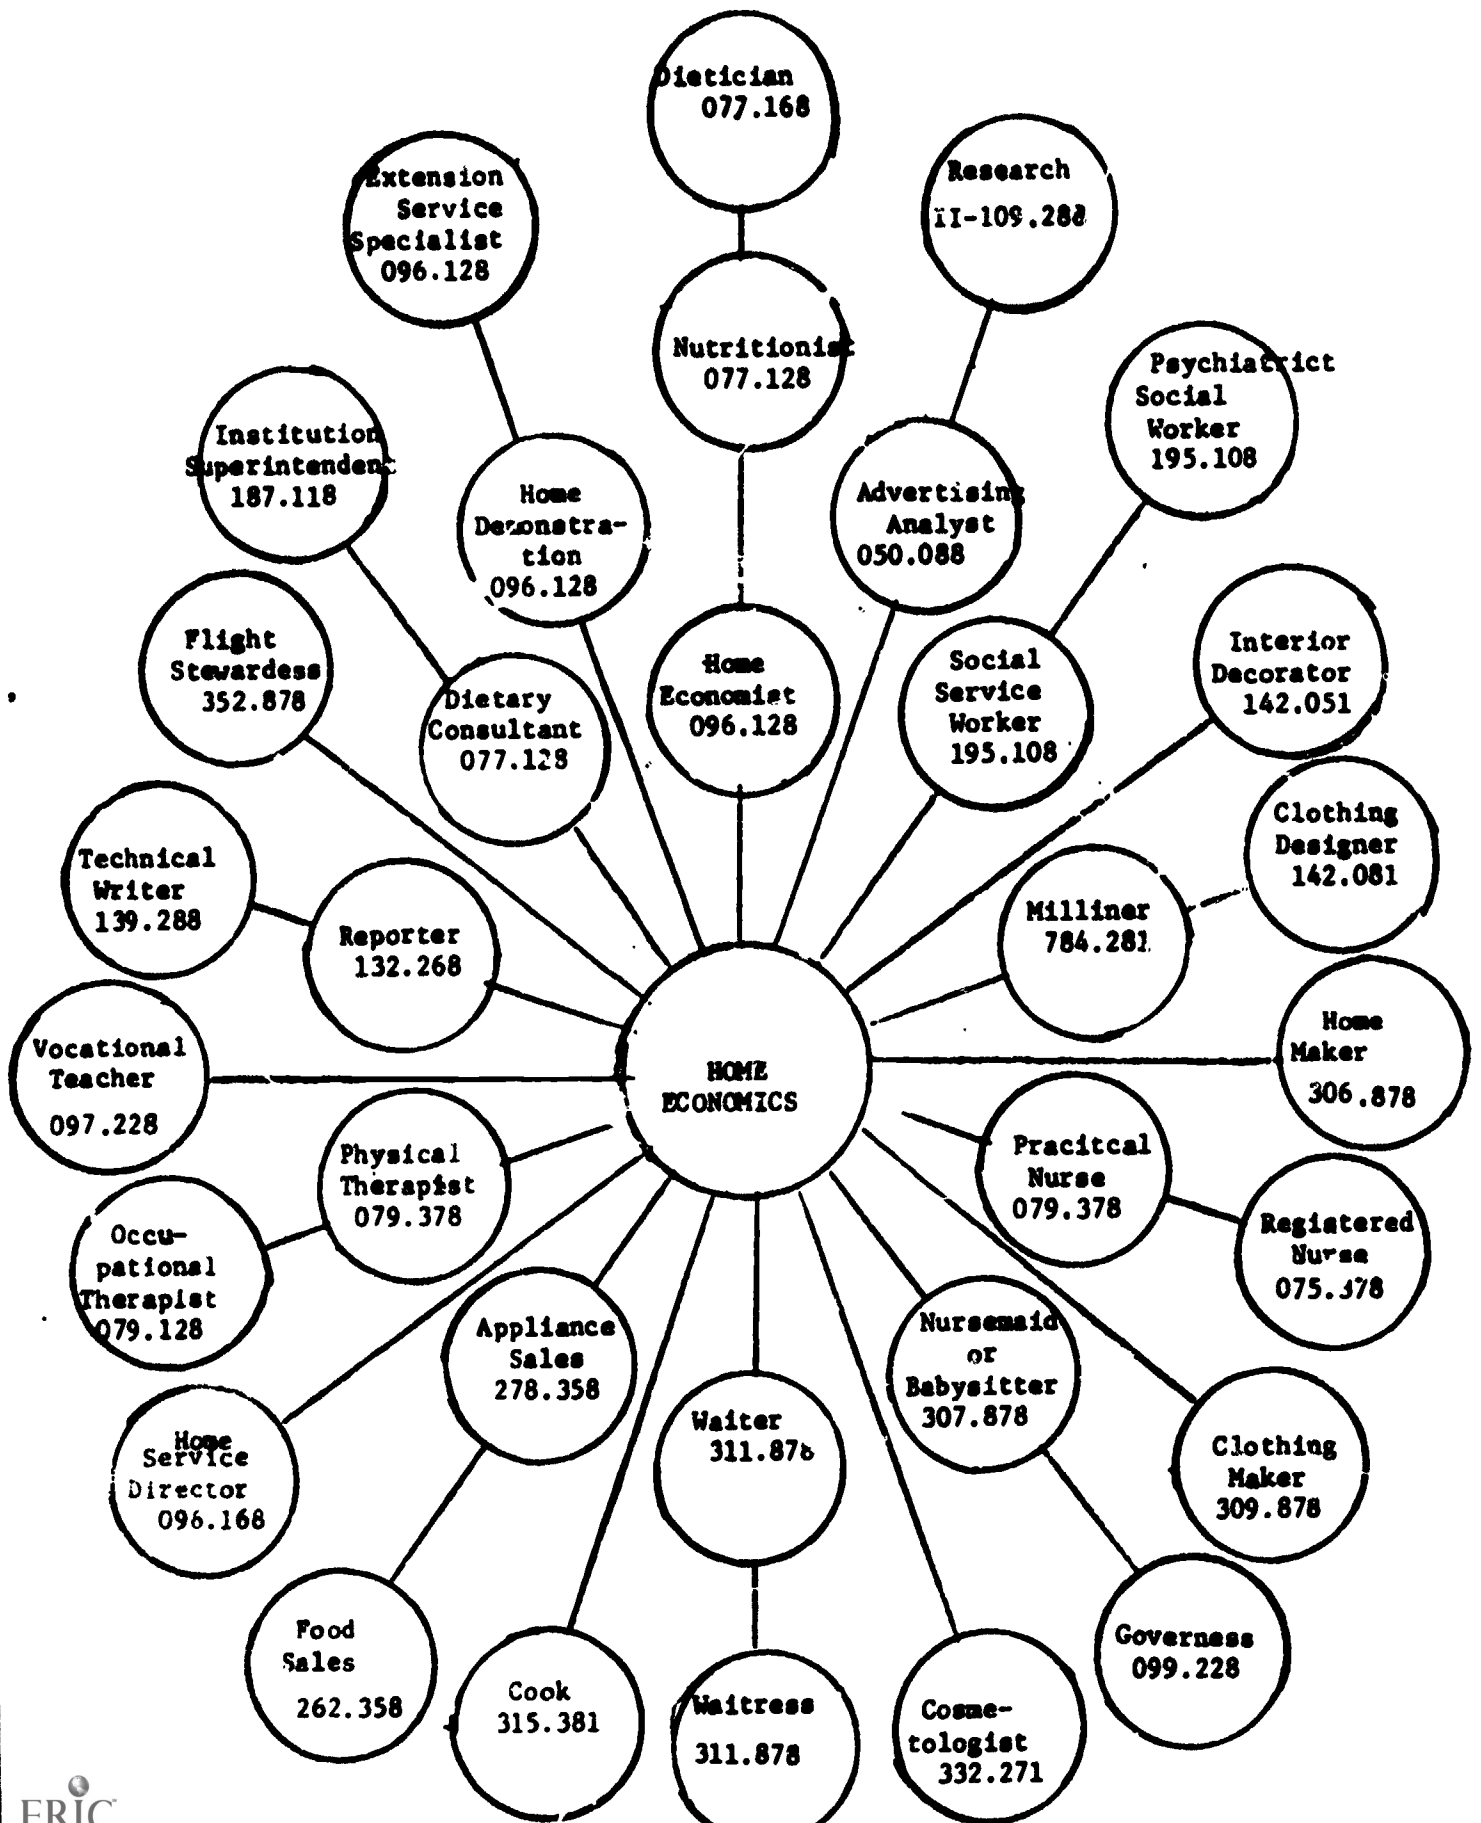 Dietician
077.168
Extension
Service
Specialist
096.128
Research
II-109.288
Nutritionist
077.128
Psychiatrict
Social
Worker
195.108
Institution
Superintendent
187.118
Home
Demonstra-
tion
096.128
Advertising
Analyst
050.088
Flight
Stewardess
352.878
Dietary
Consultant
077.128
Home
Economist
096.128
Social
Service
Worker
195.108
Interior
Decorator
142.051
Technical
Writer
139.288
Reporter
132.268
Milliner
784.281
Clothing
Designer
142.081
Vocational
Teacher
097.228
HOME
ECONOMICS
Home
Maker
306.878
Physical
Therapist
079.378
Pracitcal
Nurse
079.378
Occu-
pational
Therapist
079.128
Registered
Nurse
075.378
Appliance
Sales
278.358
Nursemaid
or
Babysitter
307.878
Home
Service
Director
096.168
Waiter
311.878
Clothing
Maker
309.878
Food
Sales
262.358
Cook
315.381
Waitress
311.878
Cosme-
tologist
332.271
Governess
099.228
ERIC